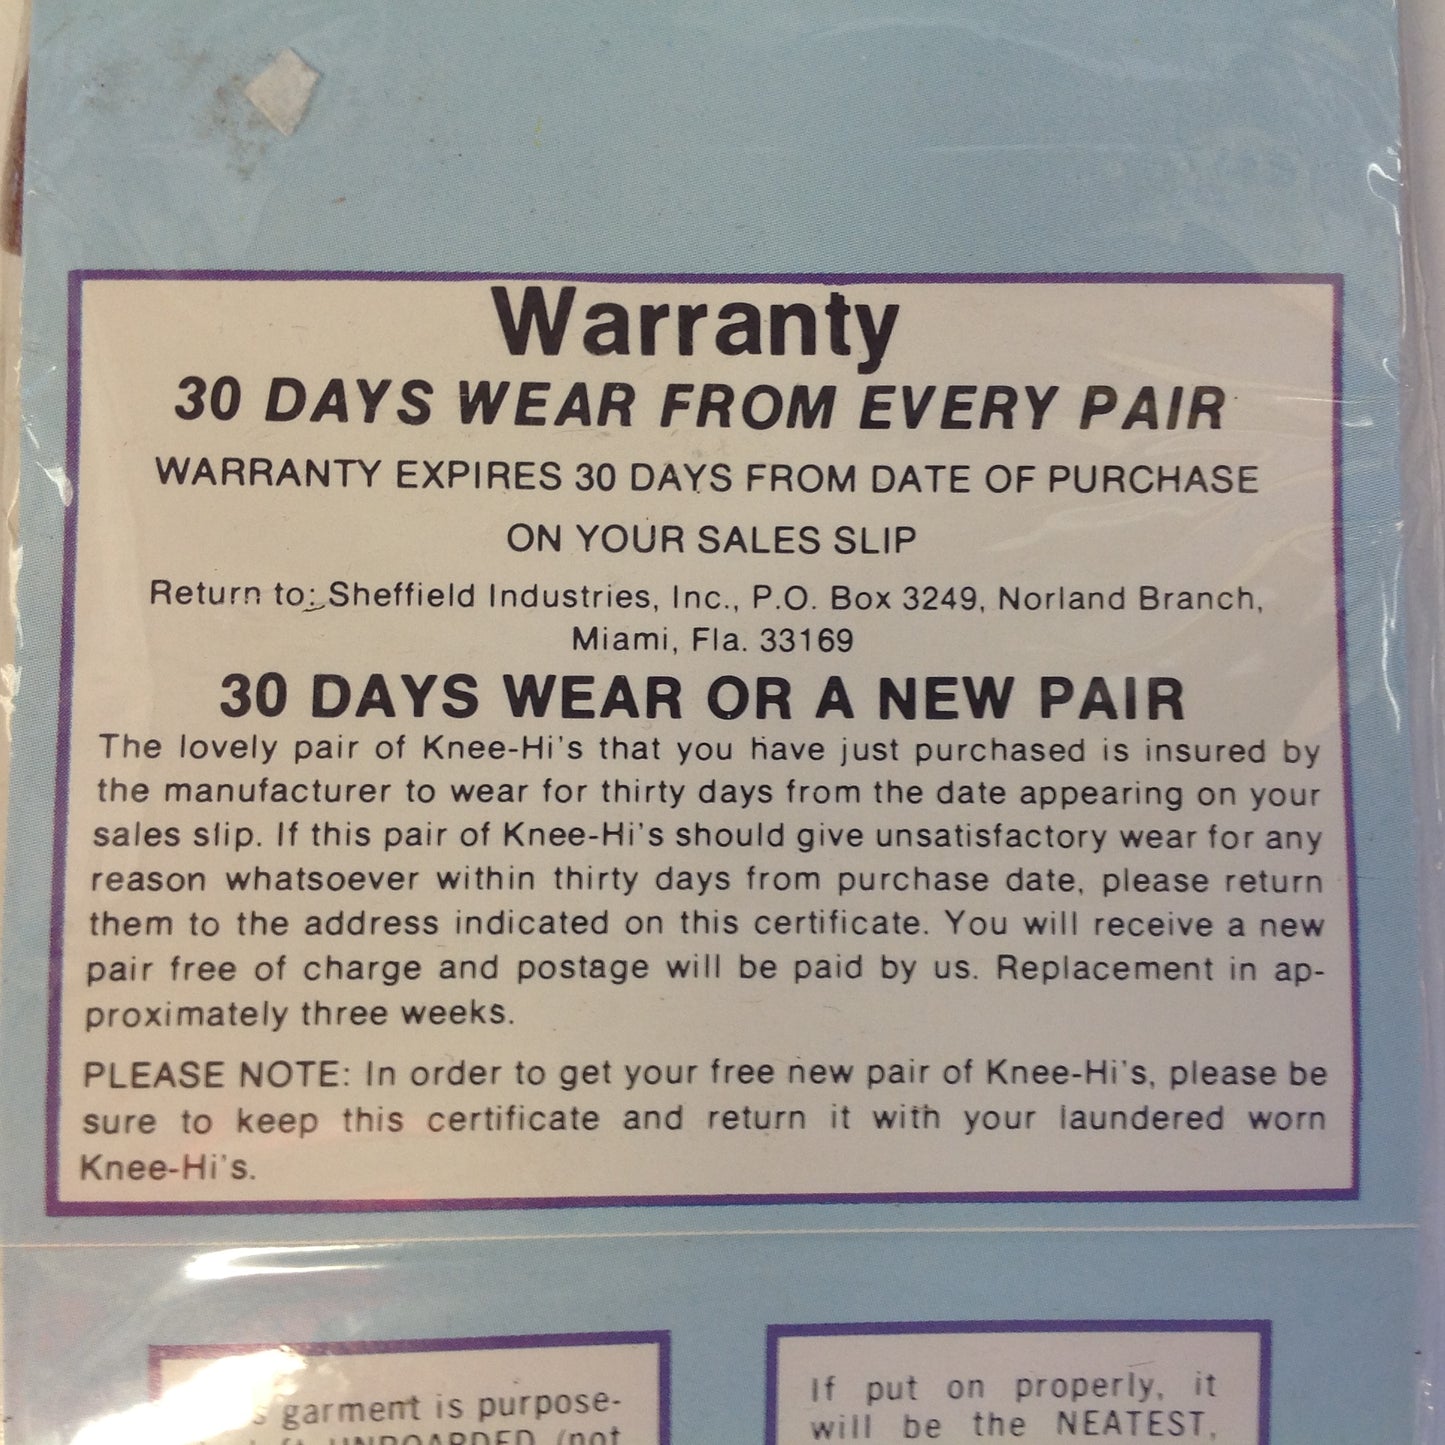 Warranty
30 DAYS WEAR FROM EVERY PAIR
WARRANTY EXPIRES 30 DAYS FROM DATE OF PURCHASE
ON YOUR SALES SLIP
Return to: Sheffield Industries, Inc., P.O. Box 3249, Norland Branch,
Miami, Fla. 33169
30 DAYS WEAR OR A NEW PAIR
The lovely pair of Knee-Hi's that you have just purchased is insured by
the manufacturer to wear for thirty days from the date appearing on your
sales slip. If this pair of Knee-Hi's should give unsatisfactory wear for any
reason whatsoever within thirty days from purchase date, please return
them to the address indicated on this certificate. You will receive a new
pair free of charge and postage will be paid by us. Replacement in ap-
proximately three weeks.
PLEASE NOTE: In order to get your free new pair of Knee-Hi's, please be
sure to keep this certificate and return it with your laundered worn
Knee-Hi's.
garment is purpose-
UNBOARDED (not
If put on properly, it
will be the NEATEST,